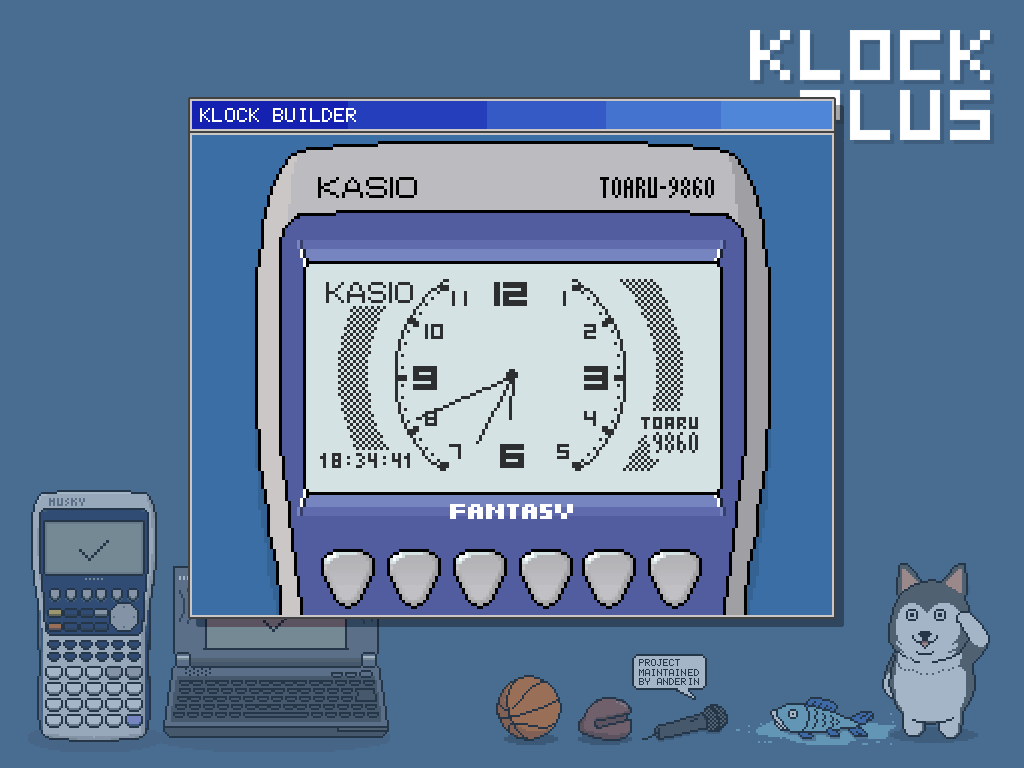 KLOCK
PLUS
KLOCK BUILDER
KASIO
TOARU-9860
KASIO
11
12
1
10
2
9
3
8
4
7
6
5
TOARU
9860
18:34:41
FANTASY
MUSKY
PROJECT
MAINTAINED
BY ANDERIN